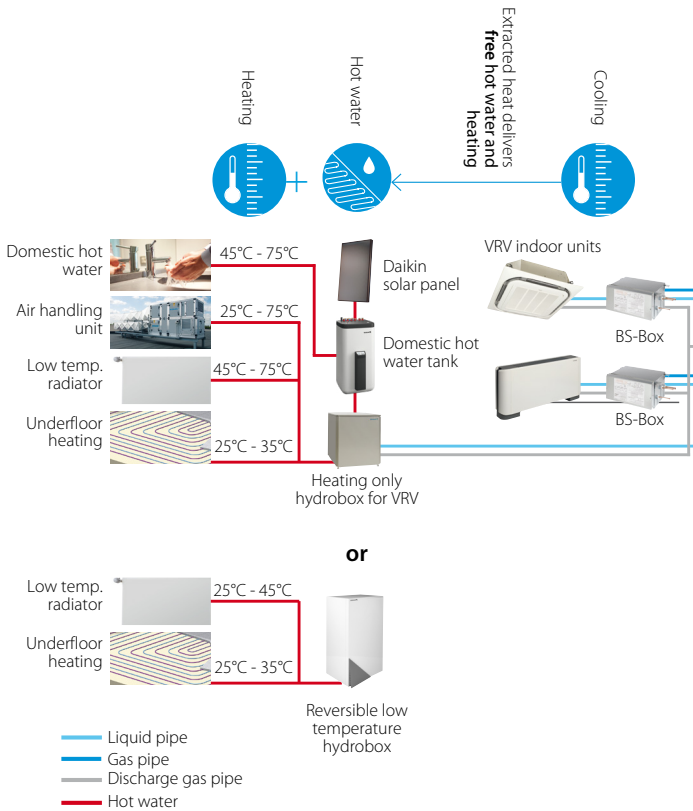 Heating
Hot water
Extracted heat delivers
free hot water and
heating
Cooling
Domestic hot
water
45°C - 75°C
Air handling
unit
25°C - 75°C
Low temp.
radiator
45°C - 75°C
Underfloor
heating
25°C - 35°C
Daikin
solar panel
Domestic hot
water tank
Heating only
hydrobox for VRV
VRV indoor units
BS-Box
BS-Box
or
Low temp.
radiator
25°C - 45°C
Underfloor
heating
25°C - 35°C
Reversible low
temperature
hydrobox
Liquid pipe
Gas pipe
Discharge gas pipe
Hot water